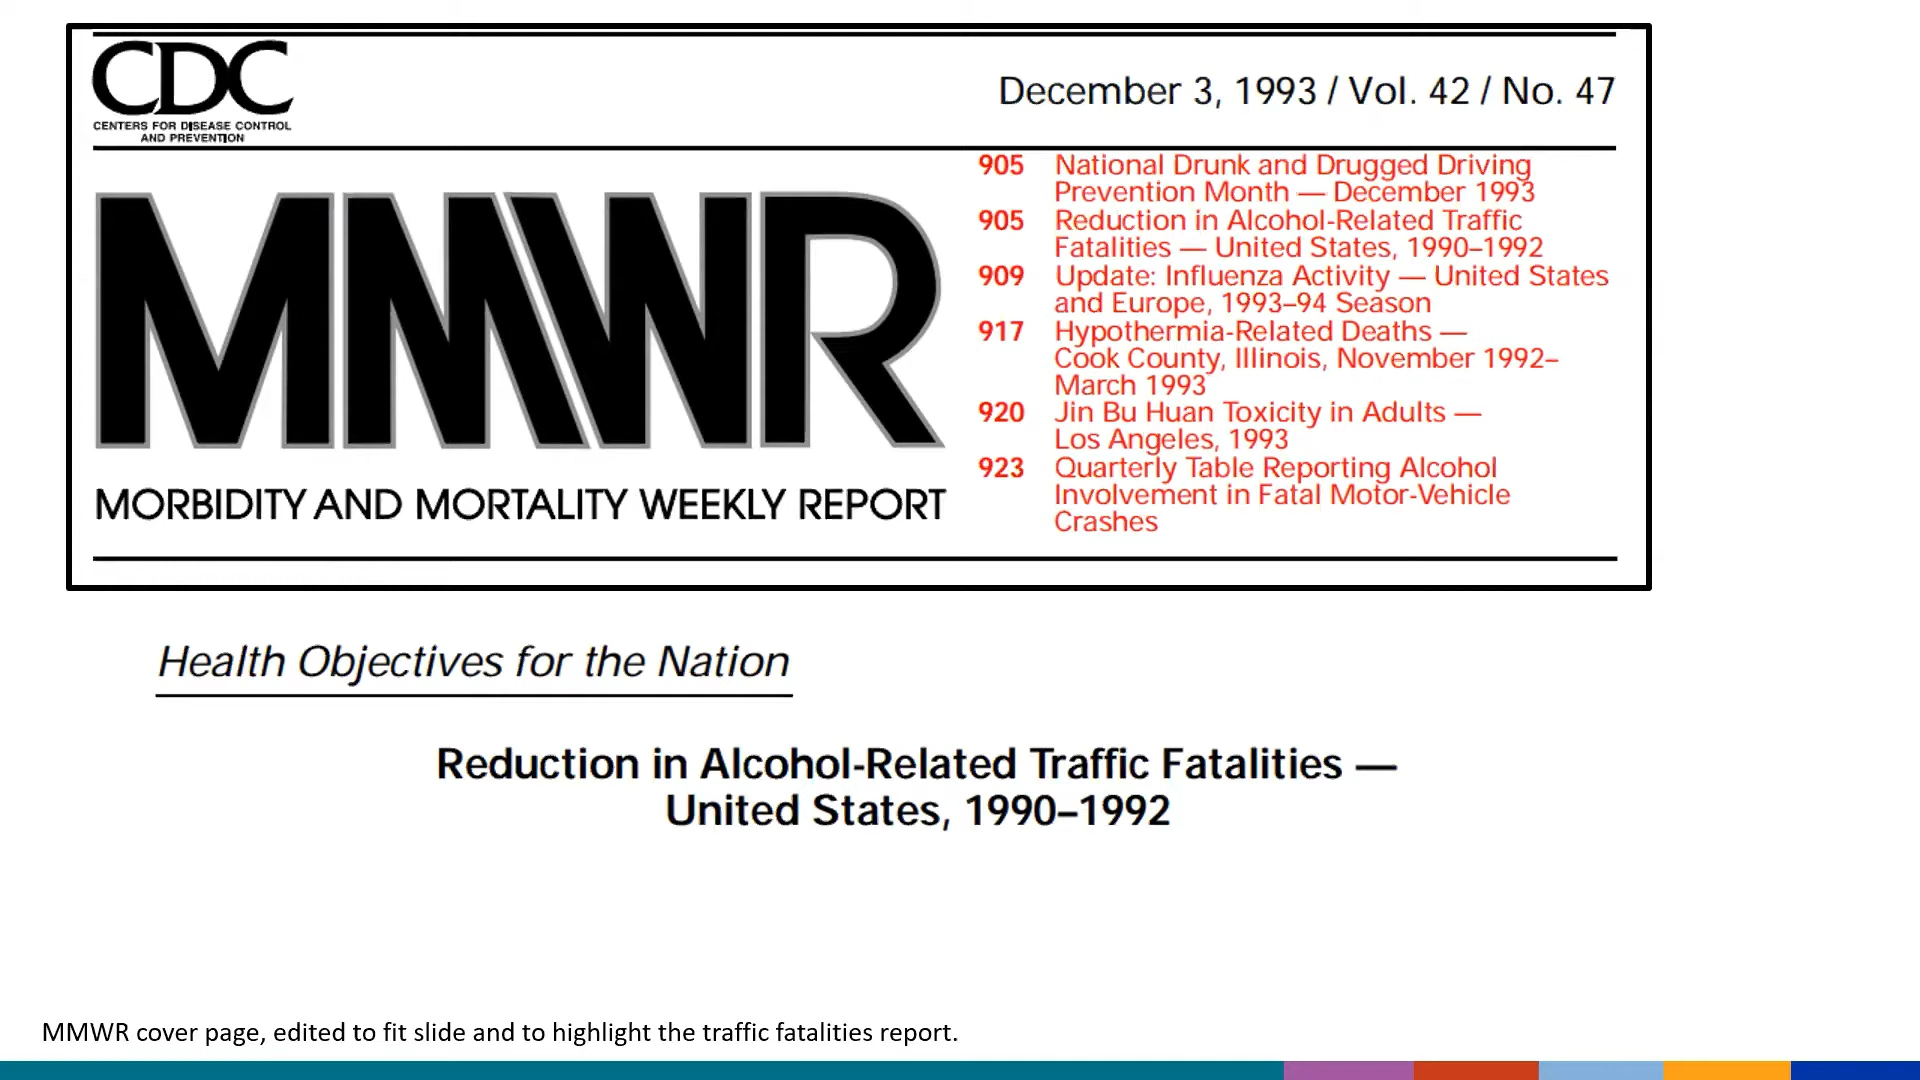 CDC
CENTERS FOR DISEASE CONTROL
AND PREVENTION
December 3, 1993 / Vol. 42 / No. 47
MMWR
MORBIDITY AND MORTALITY WEEKLY REPORT
905 National Drunk and Drugged Driving
Prevention Month — December 1993
905 Reduction in Alcohol-Related Traffic
Fatalities — United States, 1990–1992
909 Update: Influenza Activity — United States
and Europe, 1993–94 Season
917 Hypothermia-Related Deaths —
Cook County, Illinois, November 1992–
March 1993
920 Jin Bu Huan Toxicity in Adults —
Los Angeles, 1993
923 Quarterly Table Reporting Alcohol
Involvement in Fatal Motor-Vehicle
Crashes
Health Objectives for the Nation
Reduction in Alcohol-Related Traffic Fatalities —
United States, 1990–1992
MMWR cover page, edited to fit slide and to highlight the traffic fatalities report.